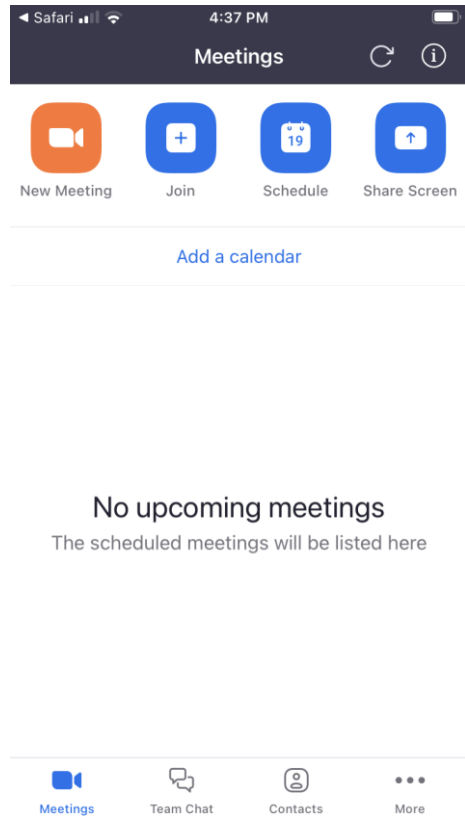 Safari
4:37 PM
Meetings
New Meeting
Join
19
Schedule
Share Screen
Add a calendar
No upcoming meetings
The scheduled meetings will be listed here
Meetings
Team Chat
Contacts
More